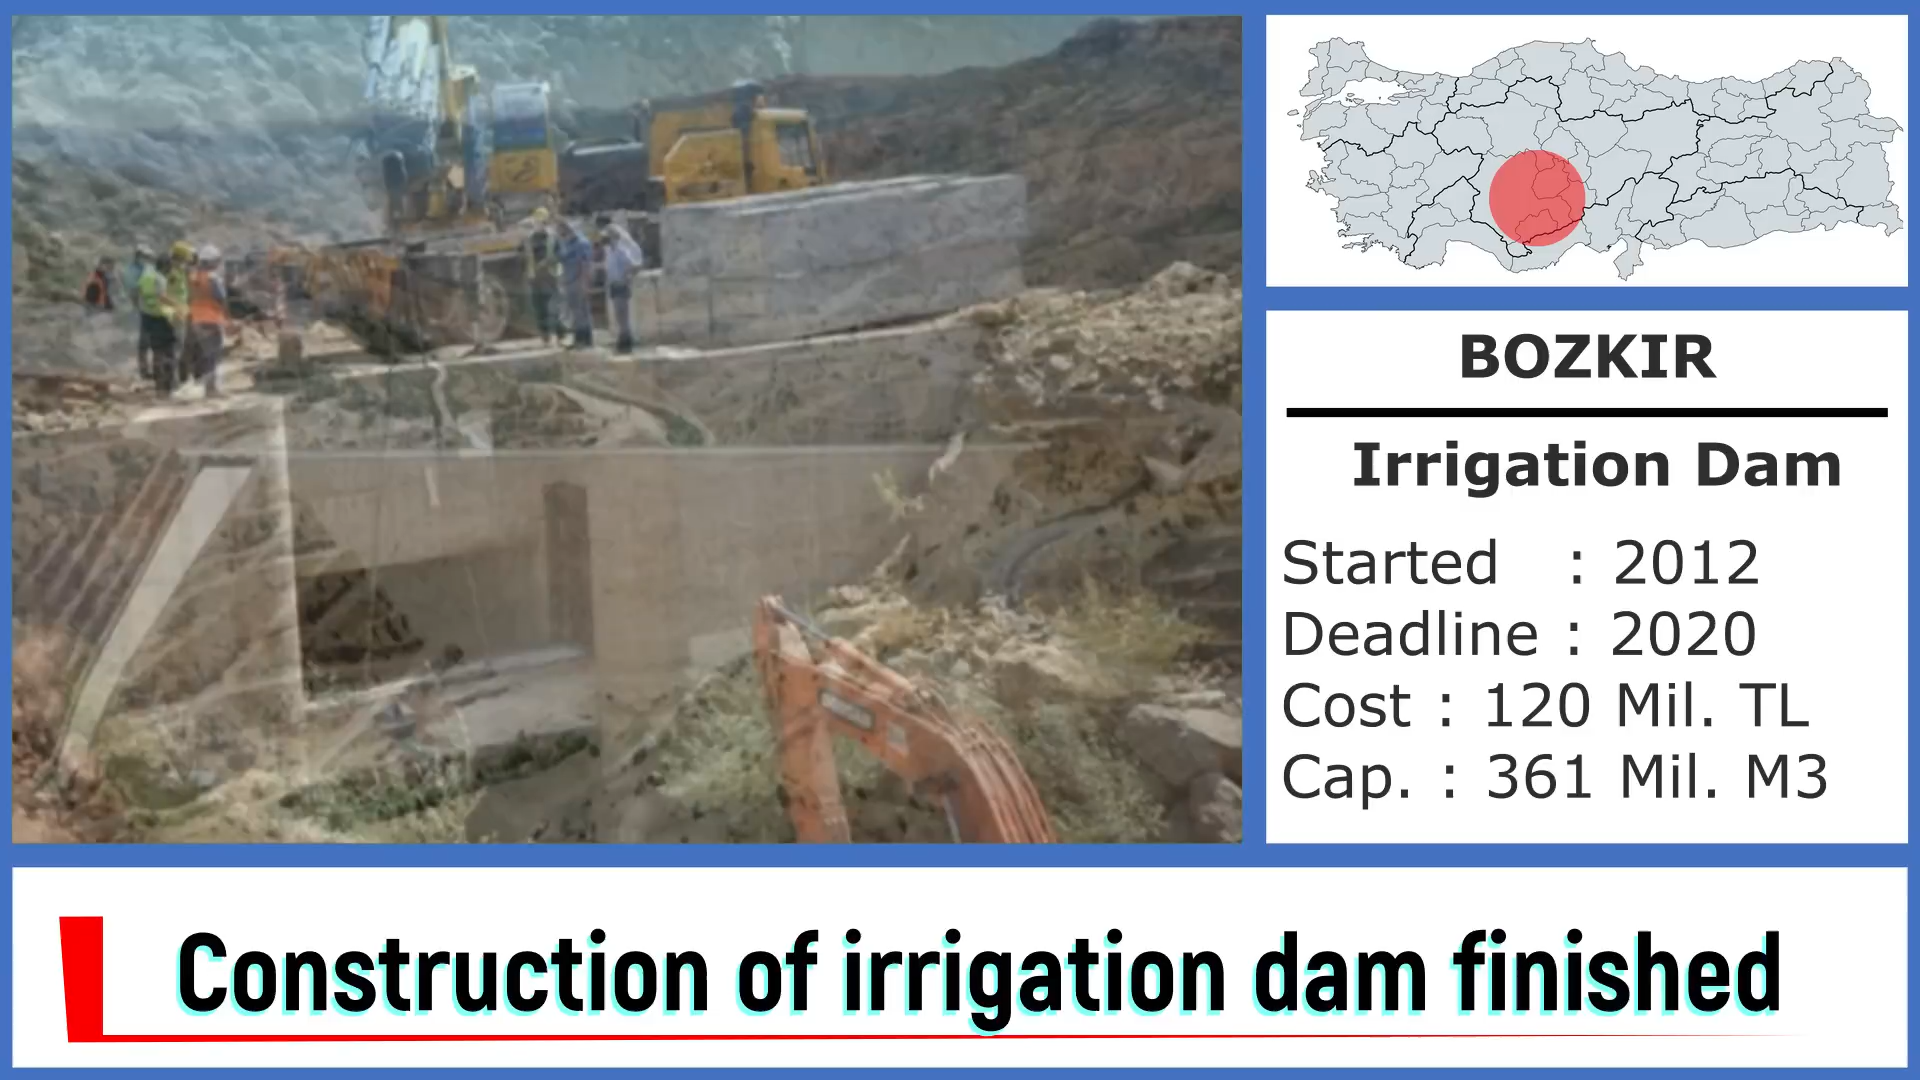 BOZKIR
Irrigation Dam
Started : 2012
Deadline : 2020
Cost : 120 Mil. TL
Cap. : 361 Mil. M3
Construction of irrigation dam finished